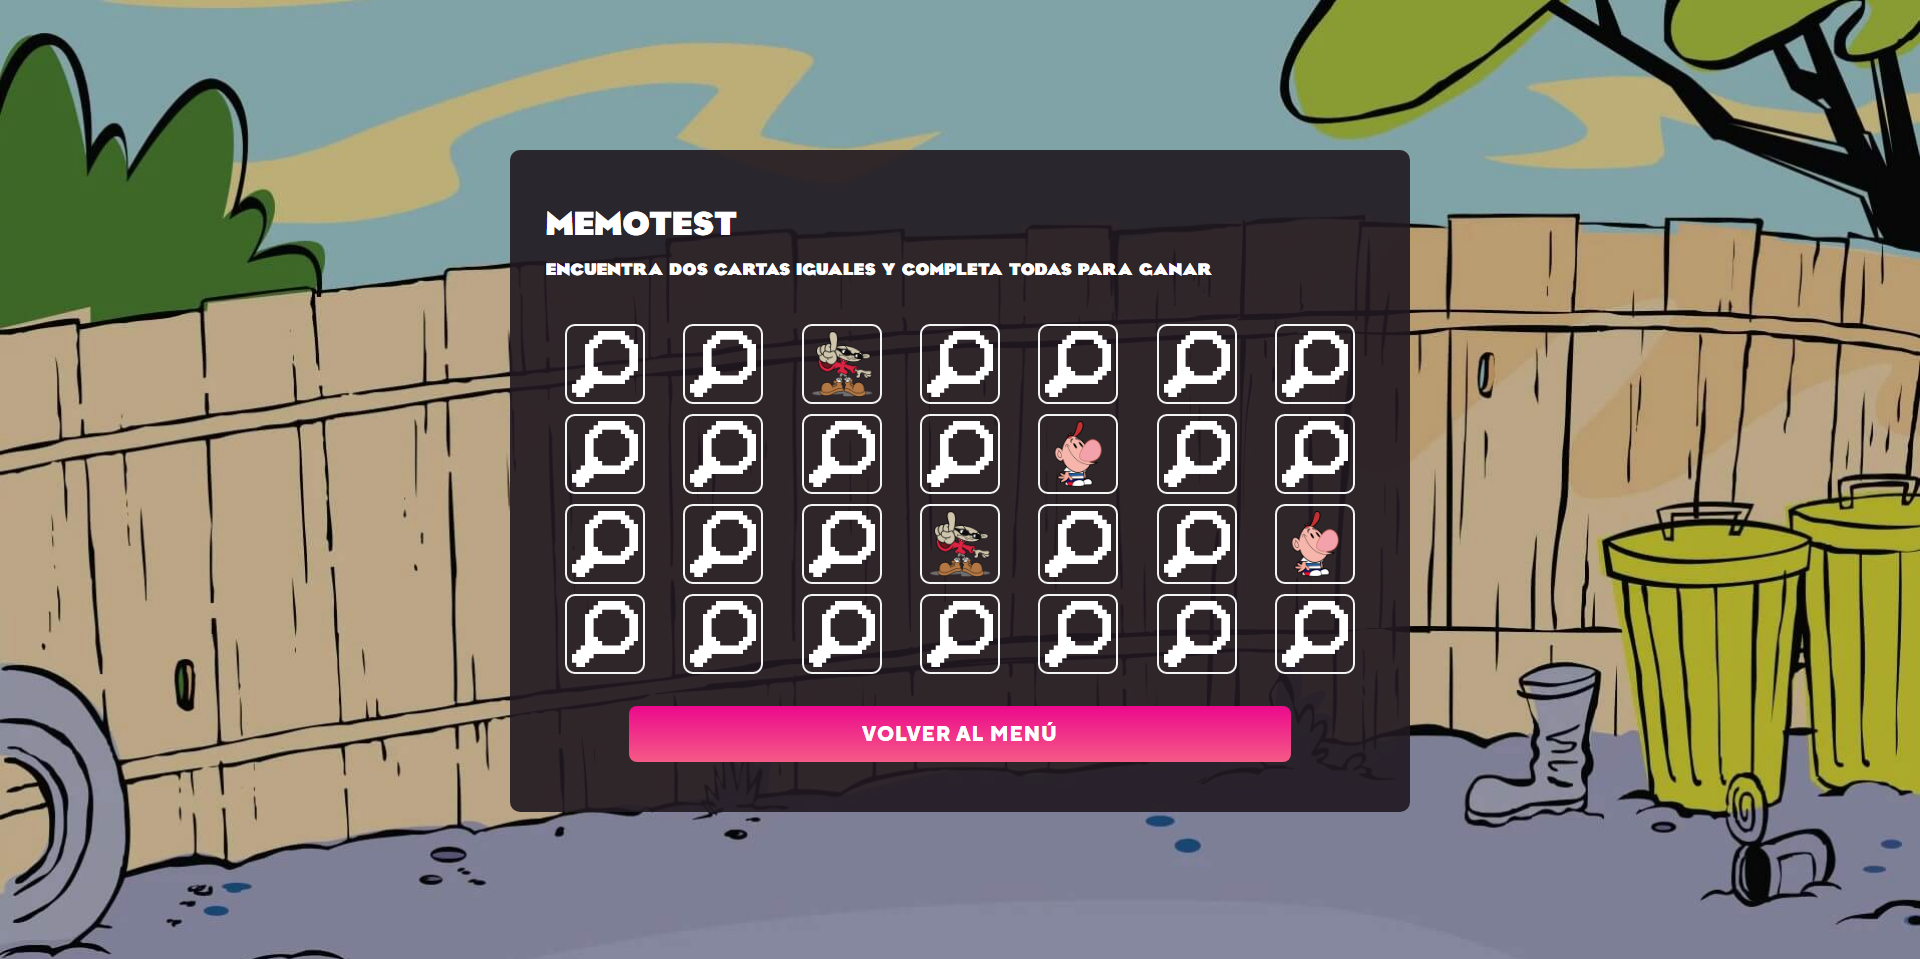 MEMOTEST
ENCUENTRA DOS CARTAS IGUALES Y COMPLETA TODAS PARA GANAR
VOLVER AL MENÚ